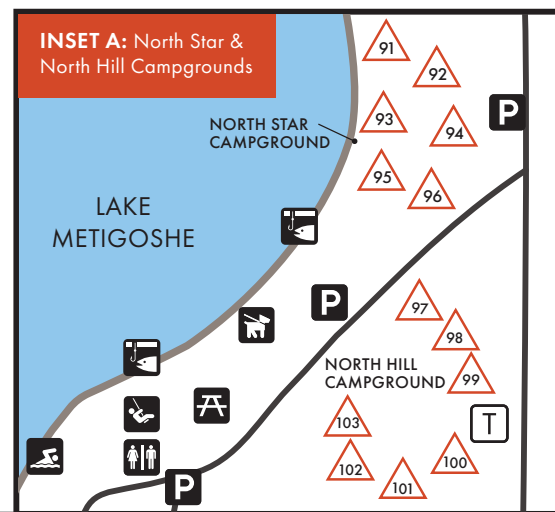 INSET A: North Star &
North Hill Campgrounds
91
92
93
94
P
NORTH STAR
CAMPGROUND
95
96
LAKE
METIGOSHE
97
P
98
NORTH HILL
CAMPGROUND
99
103
T
102
100
101
P